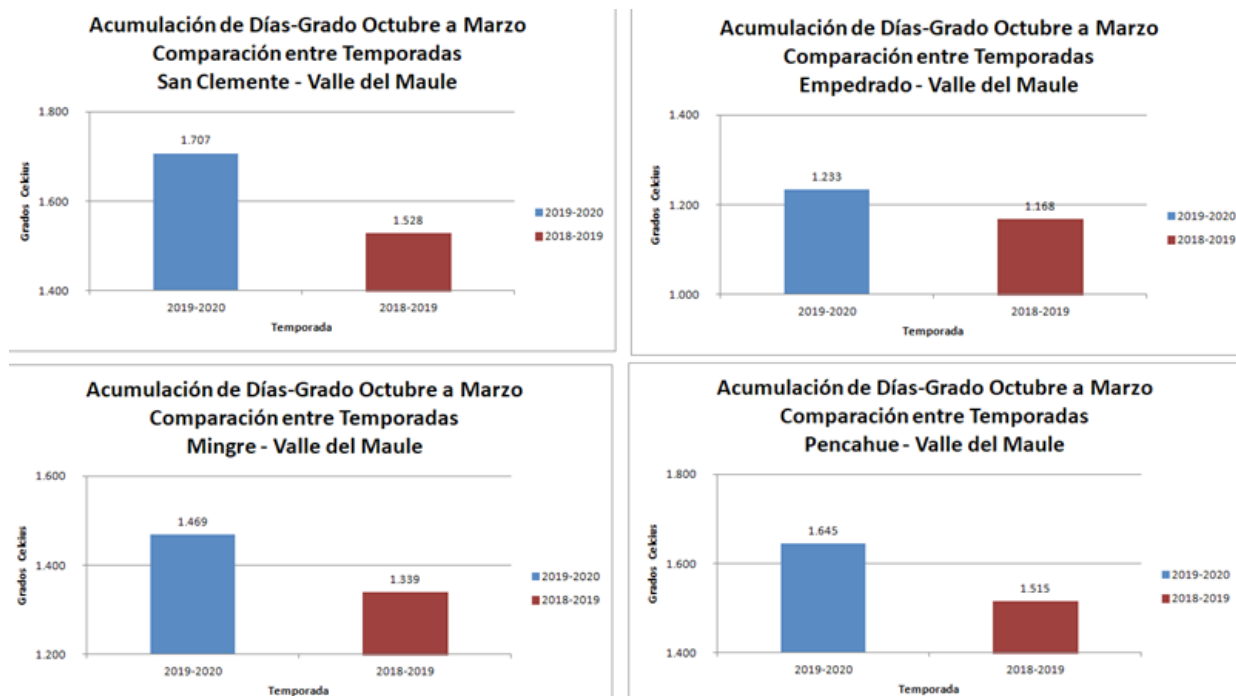 Acumulación de Días-Grado Octubre a Marzo
Comparación entre Temporadas
San Clemente - Valle del Maule
1.800
1.600
1.400
Grados Celcius
1.707
1.528
2019-2020
2018-2019
Temporada
2019-2020
2018-2019
Acumulación de Días-Grado Octubre a Marzo
Comparación entre Temporadas
Empedrado - Valle del Maule
1.400
1.200
1.000
Grados Celcius
1.233
1.168
2019-2020
2018-2019
Temporada
2019-2020
2018-2019
Acumulación de Días-Grado Octubre a Marzo
Comparación entre Temporadas
Mingre - Valle del Maule
1.600
1.400
1.200
Grados Celcius
1.469
1.339
2019-2020
2018-2019
Temporada
2019-2020
2018-2019
Acumulación de Días-Grado Octubre a Marzo
Comparación entre Temporadas
Pencahue - Valle del Maule
1.800
1.600
1.400
Grados Celcius
1.645
1.515
2019-2020
2018-2019
Temporada
2019-2020
2018-2019